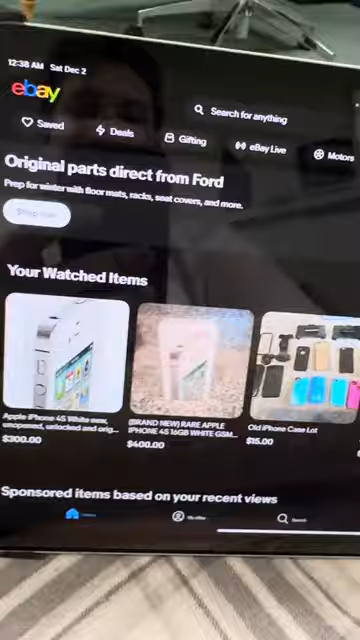 12:38 AM Sat Dec 2
ebay
Search for anything
Saved
Deals
Gifting
eBay Live
Motors
Original parts direct from Ford
Prep for winter with floor mats, racks, seat covers, and more.
Your Watched Items
Apple iPhone 4S White new, unopened, unlocked and orig...
$300.00
(BRAND NEW) RARE APPLE IPHONE 4S 16GB WHITE GSM...
$400.00
Old iPhone Case Lot
$15.00
Sponsored items based on your recent views